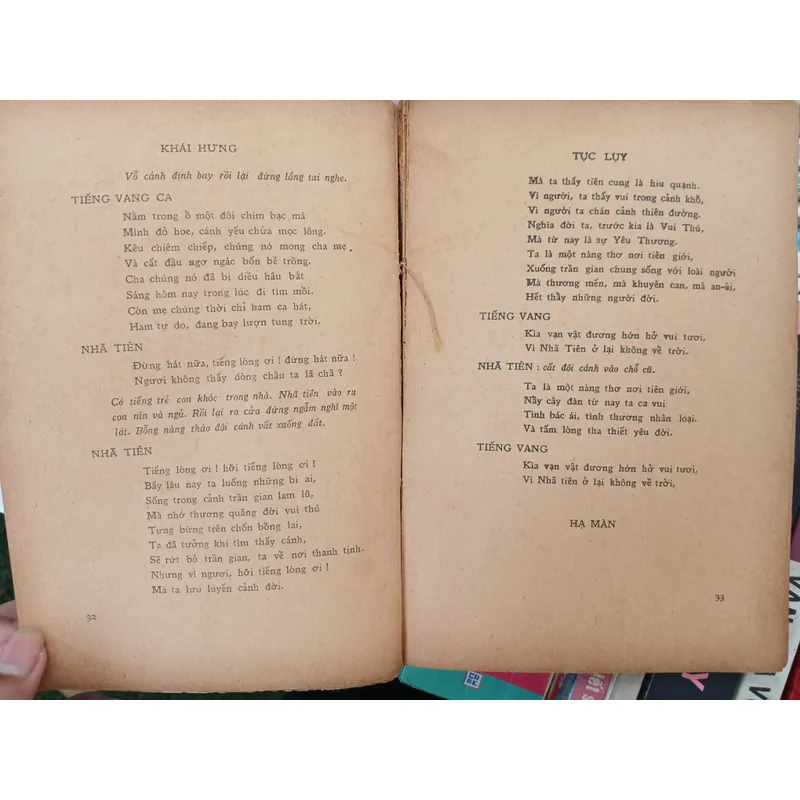 KHÁI HƯNG
Vỗ cánh định bay rồi lại đứng lắng tai nghe.
TIẾNG VANG CA
Nằm trong ổ một đôi chim bạc má
Mình đỏ hoe, cánh yếu chửa mọc lông.
Kêu chiêm chiếp, chúng nó mong cha mẹ
Và cất đầu ngơ ngác bốn bề trông.
Cha chúng nó đã bị diều hâu bắt
Sáng hôm nay trong lúc đi tìm mồi.
Còn mẹ chúng thời chỉ ham ca hát,
Ham tự do, đang bay lượn tung trời.
NHÃ TIÊN
Đừng hát nữa, tiếng lòng ơi ! đừng hát nữa !
Ngươi không thấy dòng châu ta lã chã ?
Có tiếng trẻ con khóc trong nhà. Nhã tiên vào ru
con nín và ngủ. Rồi lại ra cửa đứng ngẫm nghĩ một
lát. Bỗng nàng tháo đôi cánh vất xuống đất.
NHÃ TIÊN
Tiếng lòng ơi ! hỡi tiếng lòng ơi !
Bấy lâu nay ta luống những bi ai,
Sống trong cảnh trần gian lam lũ,
Mà nhớ thương quãng đời vui thú
Tưng bừng trên chốn bồng lai,
Ta đã tưởng khi tìm thấy cánh,
Sẽ rứt bỏ trần gian, ta về nơi thanh tịnh.
Nhưng vì ngươi, hỡi tiếng lòng ơi !
Mà ta lưu luyến cảnh đời.
32
TỤC LỤY
Mà ta thấy tiên cung là hiu quạnh.
Vì người, ta thấy vui trong cảnh khổ,
Vì người ta chán cảnh thiên đường.
Nghĩa đời ta, trước kia là Vui Thú,
Mà từ nay là sự Yêu Thương.
Ta là một nàng thơ nơi tiên giới,
Xuống trần gian chung sống với loài người
Mà thương mến, mà khuyên can, mà an-ủi,
Hết thầy những người đời.
TIẾNG VANG
Kìa vạn vật đương hớn hở vui tươi,
Vì Nhã Tiên ở lại không về trời.
NHÃ TIÊN : cất đôi cánh vào chỗ cũ.
Ta là một nàng thơ nơi tiên giới,
Nẩy cây đàn từ nay ta ca vui
Tình bác ái, tình thương nhân loại.
Và tấm lòng tha thiết yêu đời.
TIẾNG VANG
Kìa vạn vật đương hớn hở vui tươi,
Vì Nhã tiên ở lại không về trời,
HẠ MÀN
33